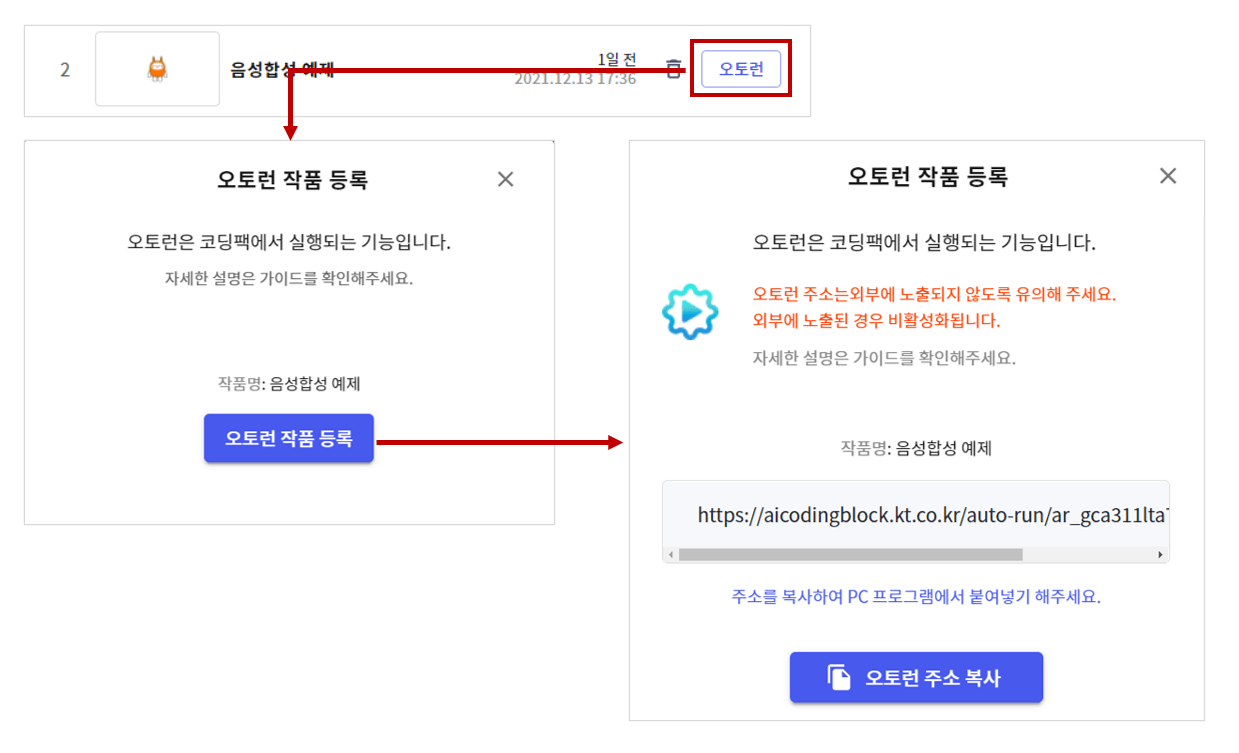 2
음성합성 예제
1일 전
2021.12.13 17:36
오토런
오토런 작품 등록
오토런은 코딩팩에서 실행되는 기능입니다.
자세한 설명은 가이드를 확인해주세요.
작품명: 음성합성 예제
오토런 작품 등록
오토런 작품 등록
오토런은 코딩팩에서 실행되는 기능입니다.
오토런 주소는외부에 노출되지 않도록 유의해 주세요.
외부에 노출된 경우 비활성화됩니다.
자세한 설명은 가이드를 확인해주세요.
작품명: 음성합성 예제
https://aicodingblock.kt.co.kr/auto-run/ar_gca311lta
주소를 복사하여 PC 프로그램에서 붙여넣기 해주세요.
오토런 주소 복사